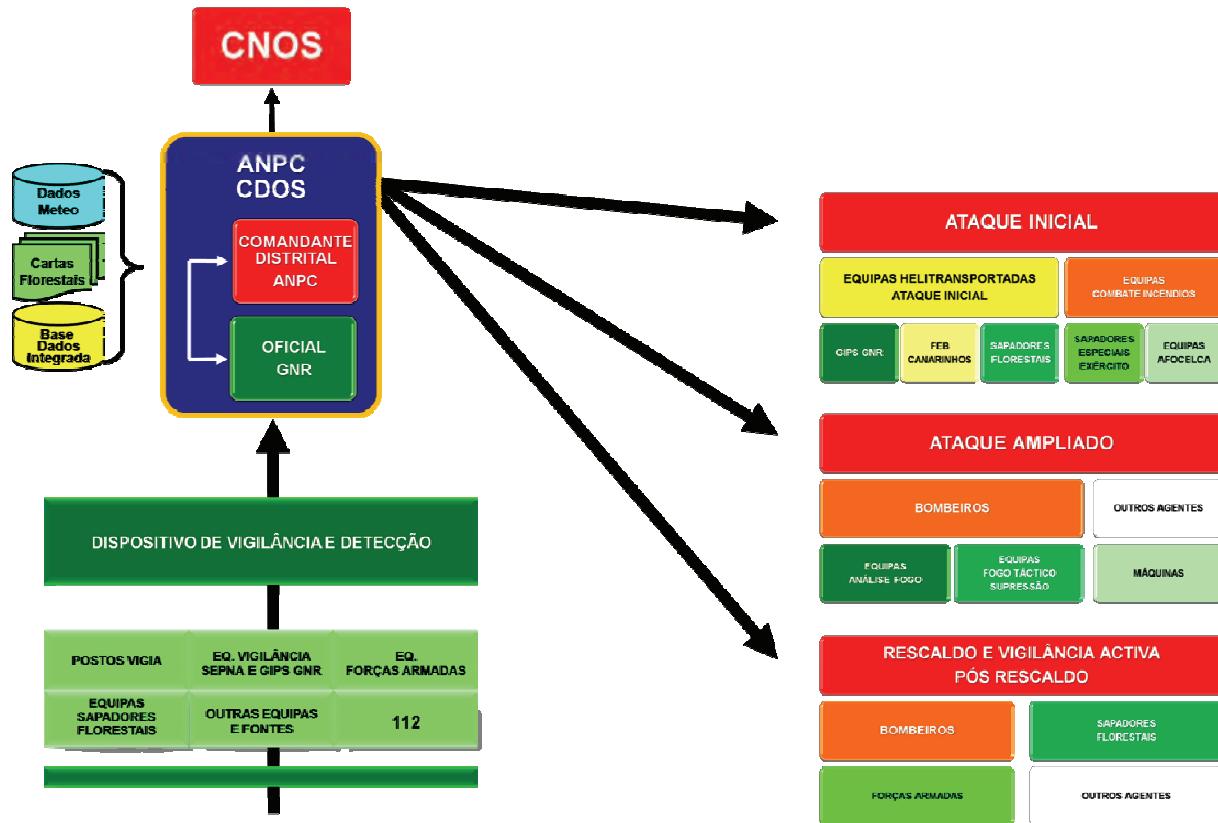 CNOS
ANPC
CDOS
COMANDANTE
DISTRITAL
ANPC
OFICIAL
GNR
Dados
Meteo
Cartas
Florestais
Base
Dados
Integrada
DISPOSITIVO DE VIGILÂNCIA E DETECÇÃO
POSTOS VIGIA
EQ. VIGILÂNCIA
SEPNA E GIPS GNR
EQ.
FORÇAS ARMADAS
EQUIPAS
SAPADORES
FLORESTAIS
OUTRAS EQUIPAS
E FONTES
112
ATAQUE INICIAL
EQUIPAS HELITRANSPORTADAS
ATAQUE INICIAL
EQUIPAS
COMBATE INCENDIOS
GIPS GNR
FEB
CANARINHOS
SAPADORES
FLORESTAIS
SAPADORES
ESPECIAIS
EXÉRCITO
EQUIPAS
AFOCELCA
ATAQUE AMPLIADO
BOMBEIROS
OUTROS AGENTES
EQUIPAS
ANÁLISE FOGO
EQUIPAS
FOGO TÁCTICO
SUPRESSÃO
MÁQUINAS
RESCALDO E VIGILÂNCIA ACTIVA
PÓS RESCALDO
BOMBEIROS
SAPADORES
FLORESTAIS
FORÇAS ARMADAS
OUTROS AGENTES